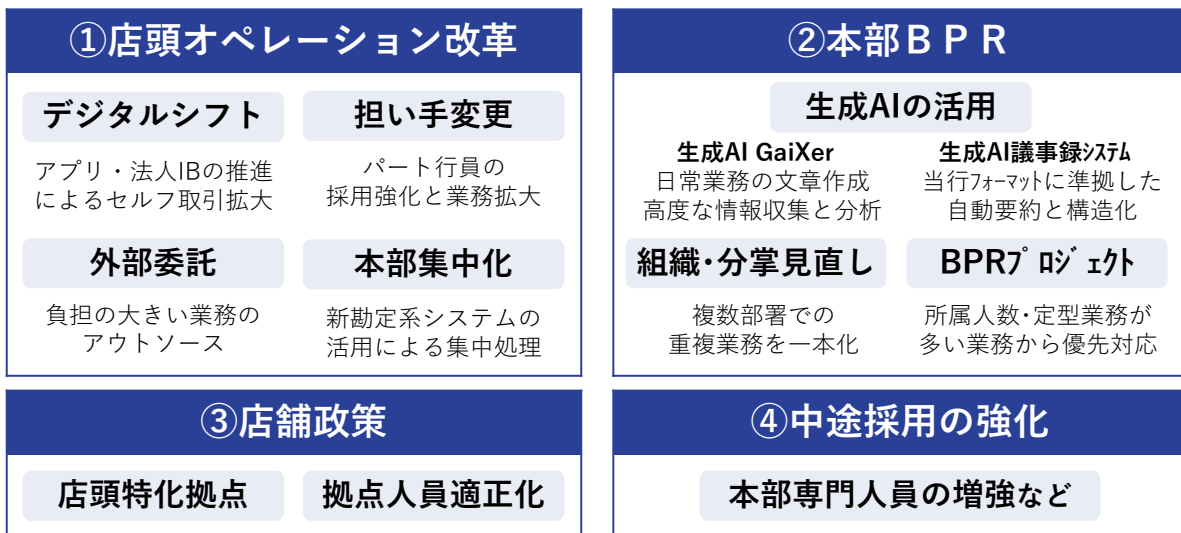 ①店頭オペレーション改革
デジタルシフト
アプリ・法人IBの推進
によるセルフ取引拡大
担い手変更
パート行員の
採用強化と業務拡大
外部委託
負担の大きい業務の
アウトソース
本部集中化
新勘定系システムの
活用による集中処理
②本部ＢＰＲ
生成AIの活用
生成AI GaiXer
日常業務の文章作成
高度な情報収集と分析
生成AI議事録ｼｽﾃﾑ
当行ﾌｫｰﾏｯﾄに準拠した
自動要約と構造化
組織･分掌見直し
複数部署での
重複業務を一本化
BPRﾌﾟﾛｼﾞｪｸﾄ
所属人数･定型業務が
多い業務から優先対応
③店舗政策
店頭特化拠点
拠点人員適正化
④中途採用の強化
本部専門人員の増強など